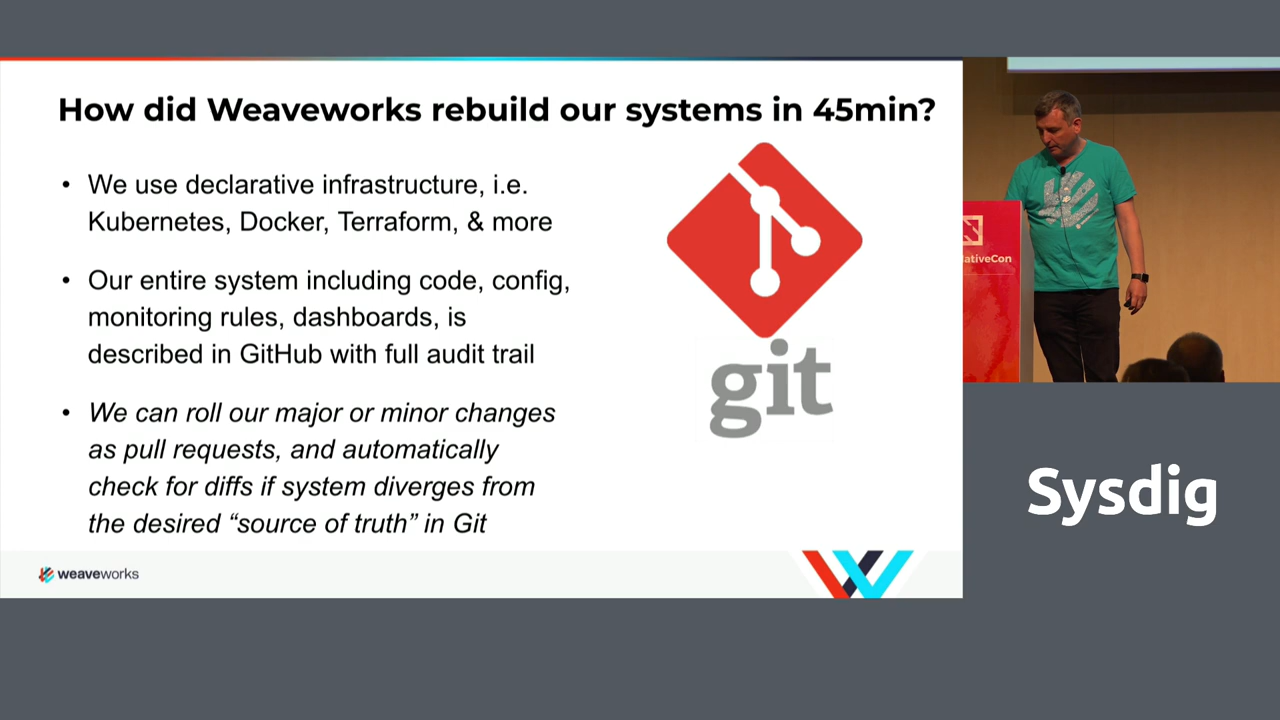 How did Weaveworks rebuild our systems in 45min?
• We use declarative infrastructure, i.e.
Kubernetes, Docker, Terraform, & more
• Our entire system including code, config,
monitoring rules, dashboards, is
described in GitHub with full audit trail
• We can roll our major or minor changes
as pull requests, and automatically
check for diffs if system diverges from
the desired “source of truth” in Git
git
weaveworks
Sysdig